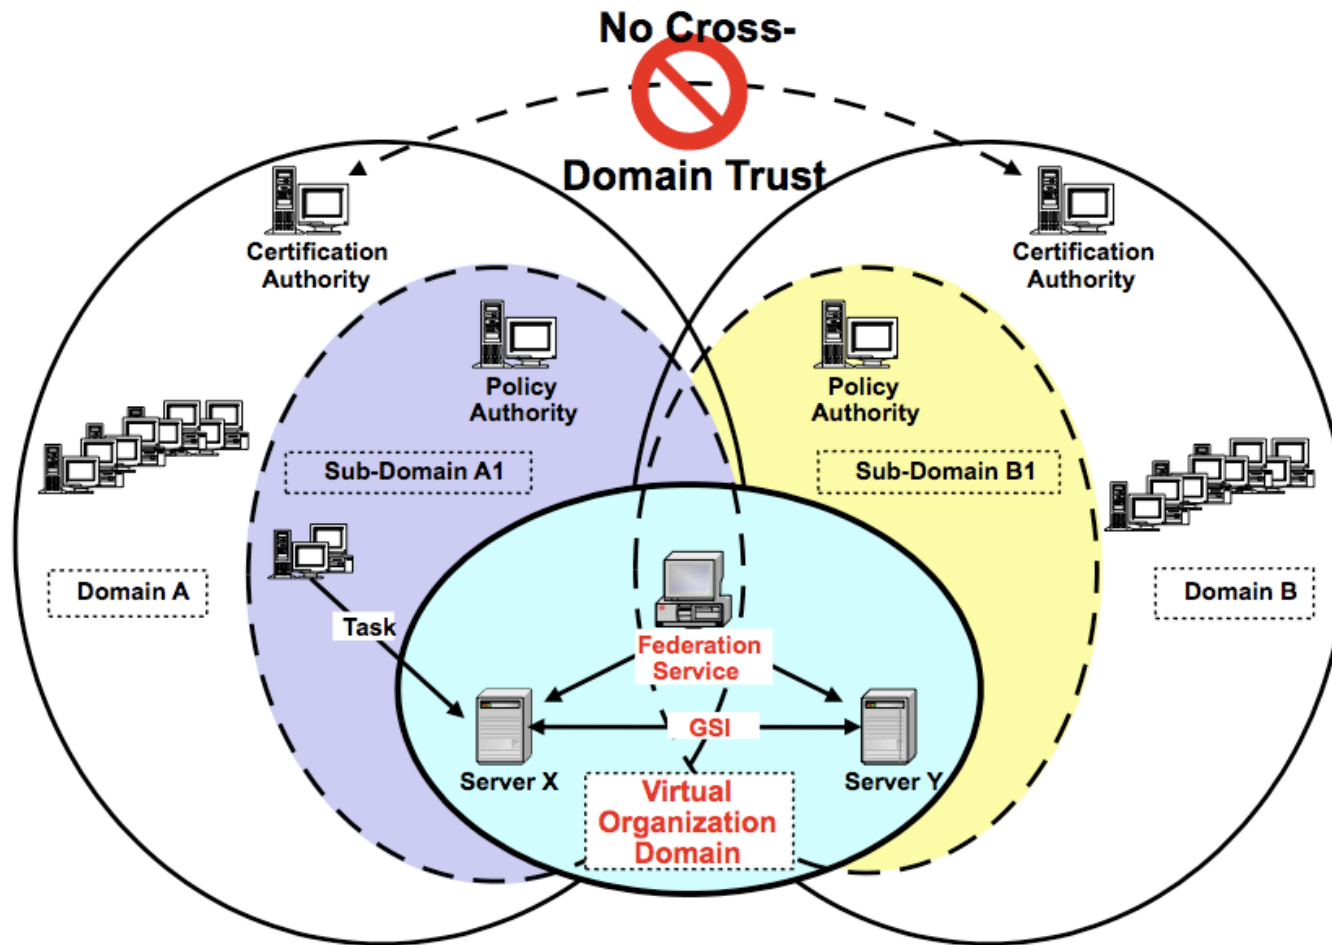 No Cross-
Domain Trust
Certification
Authority
Certification
Authority
Policy
Authority
Policy
Authority
Sub-Domain A1
Sub-Domain B1
Domain A
Domain B
Task
Federation
Service
GSI
Server X
Server Y
Virtual
Organization
Domain